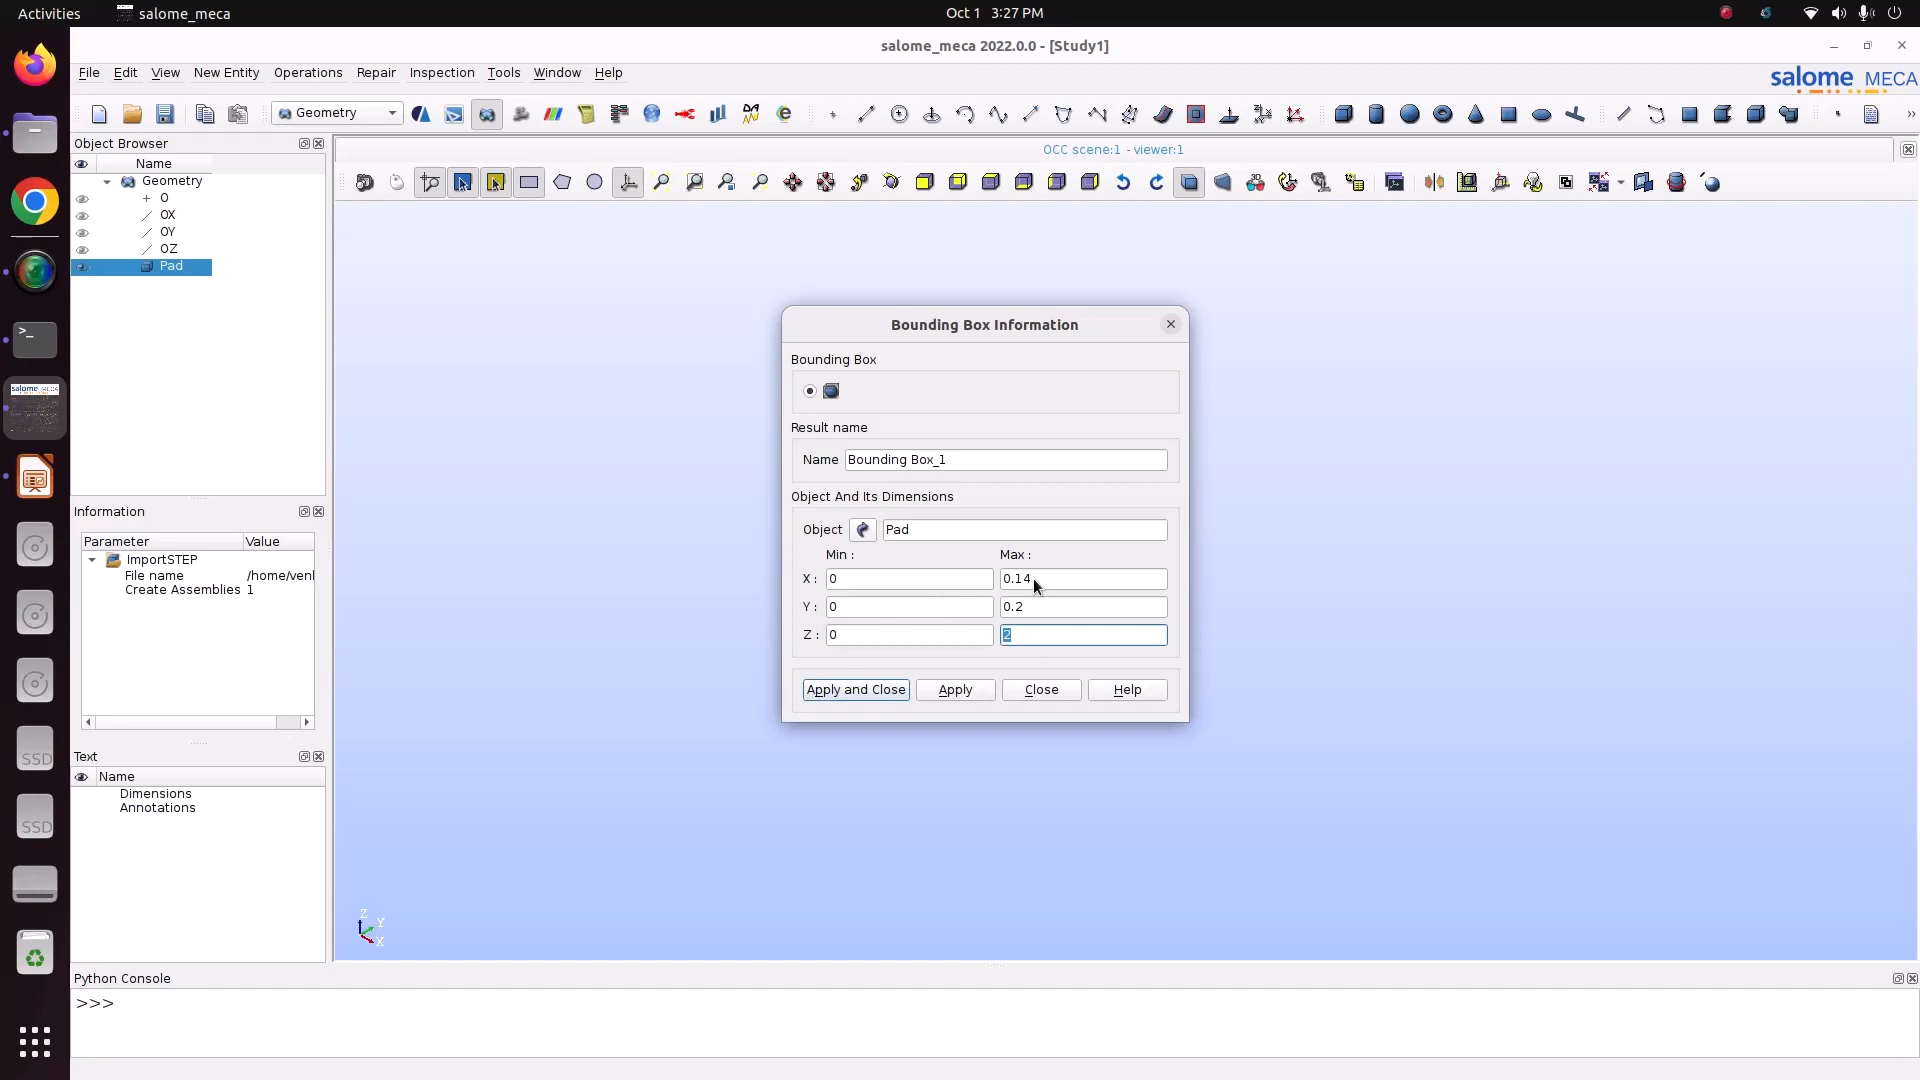 Activities
salome_meca
Oct 1 3:27 PM
salome_meca 2022.0.0 - [Study1]
File Edit View New Entity Operations Repair Inspection Tools Window Help
salome MECA
Geometry
Object Browser
Name
Geometry
O
OX
OY
OZ
Pad
OCC scene:1 - viewer:1
Bounding Box Information
Bounding Box
Result name
Name Bounding Box_1
Object And Its Dimensions
Object Pad
Min : Max :
X : 0 0.14
Y : 0 0.2
Z : 0 2
Apply and Close Apply Close Help
Information
Parameter Value
ImportSTEP
File name /home/venl
Create Assemblies 1
Text
Name
Dimensions
Annotations
SSD
SSD
Z
Y
X
Python Console
>>>